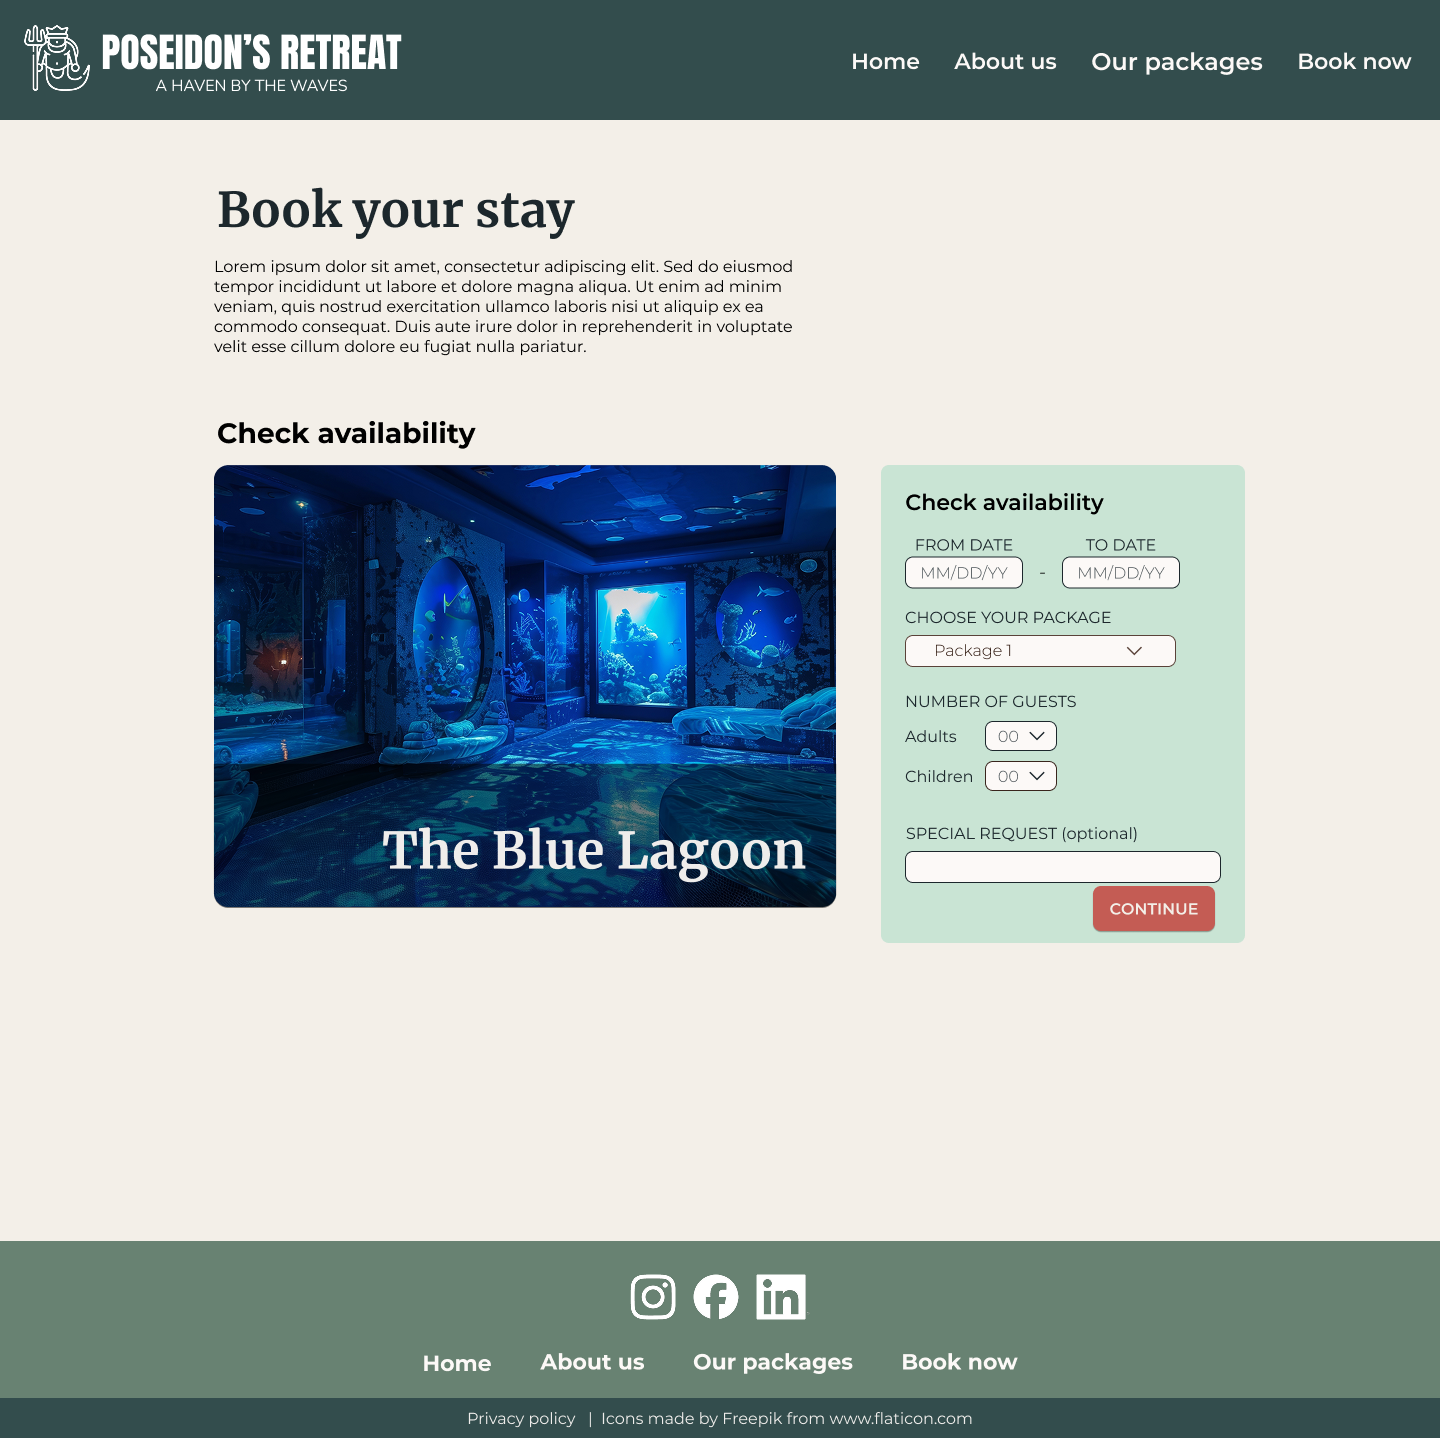 POSEIDON'S RETREAT
A HAVEN BY THE WAVES
Home About us Our packages Book now
Book your stay
Lorem ipsum dolor sit amet, consectetur adipiscing elit. Sed do eiusmod
tempor incididunt ut labore et dolore magna aliqua. Ut enim ad minim
veniam, quis nostrud exercitation ullamco laboris nisi ut aliquip ex ea
commodo consequat. Duis aute irure dolor in reprehenderit in voluptate
velit esse cillum dolore eu fugiat nulla pariatur.
Check availability
The Blue Lagoon
Check availability
FROM DATE TO DATE
MM/DD/YY - MM/DD/YY
CHOOSE YOUR PACKAGE
Package 1
NUMBER OF GUESTS
Adults 00
Children 00
SPECIAL REQUEST (optional)
CONTINUE
Home About us Our packages Book now
Privacy policy | Icons made by Freepik from www.flaticon.com